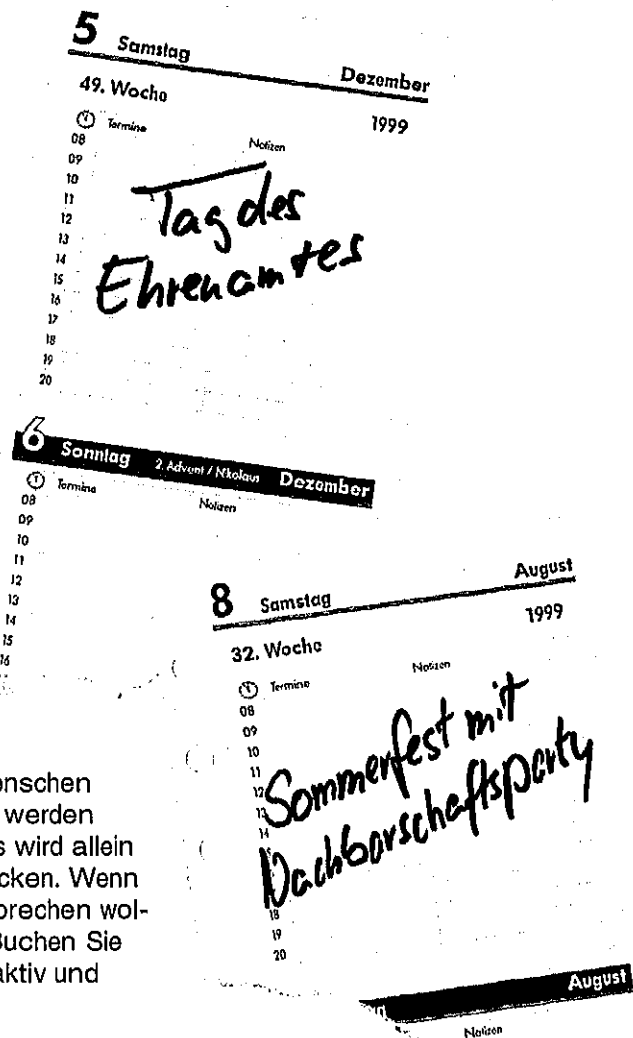 5 Samstag Dezember
49. Woche 1999
Termine Notizen
08
09
10
11
12
13
14
15
16
17
18
19
20
Tag des
Ehrenamtes
6 Sonntag 2. Advent / Nikolaus Dezember
Termine Notizen
08
09
10
11
12
13
14
15
16
8 Samstag August
32. Woche 1999
Termine Notizen
08
09
10
11
12
13
14
18
19
20
Sommerfest mit
Nachbarschaftsparty
August
Notizen
enschen
werden
s wird allein
cken. Wenn
brechen wol-
Buchen Sie
aktiv und